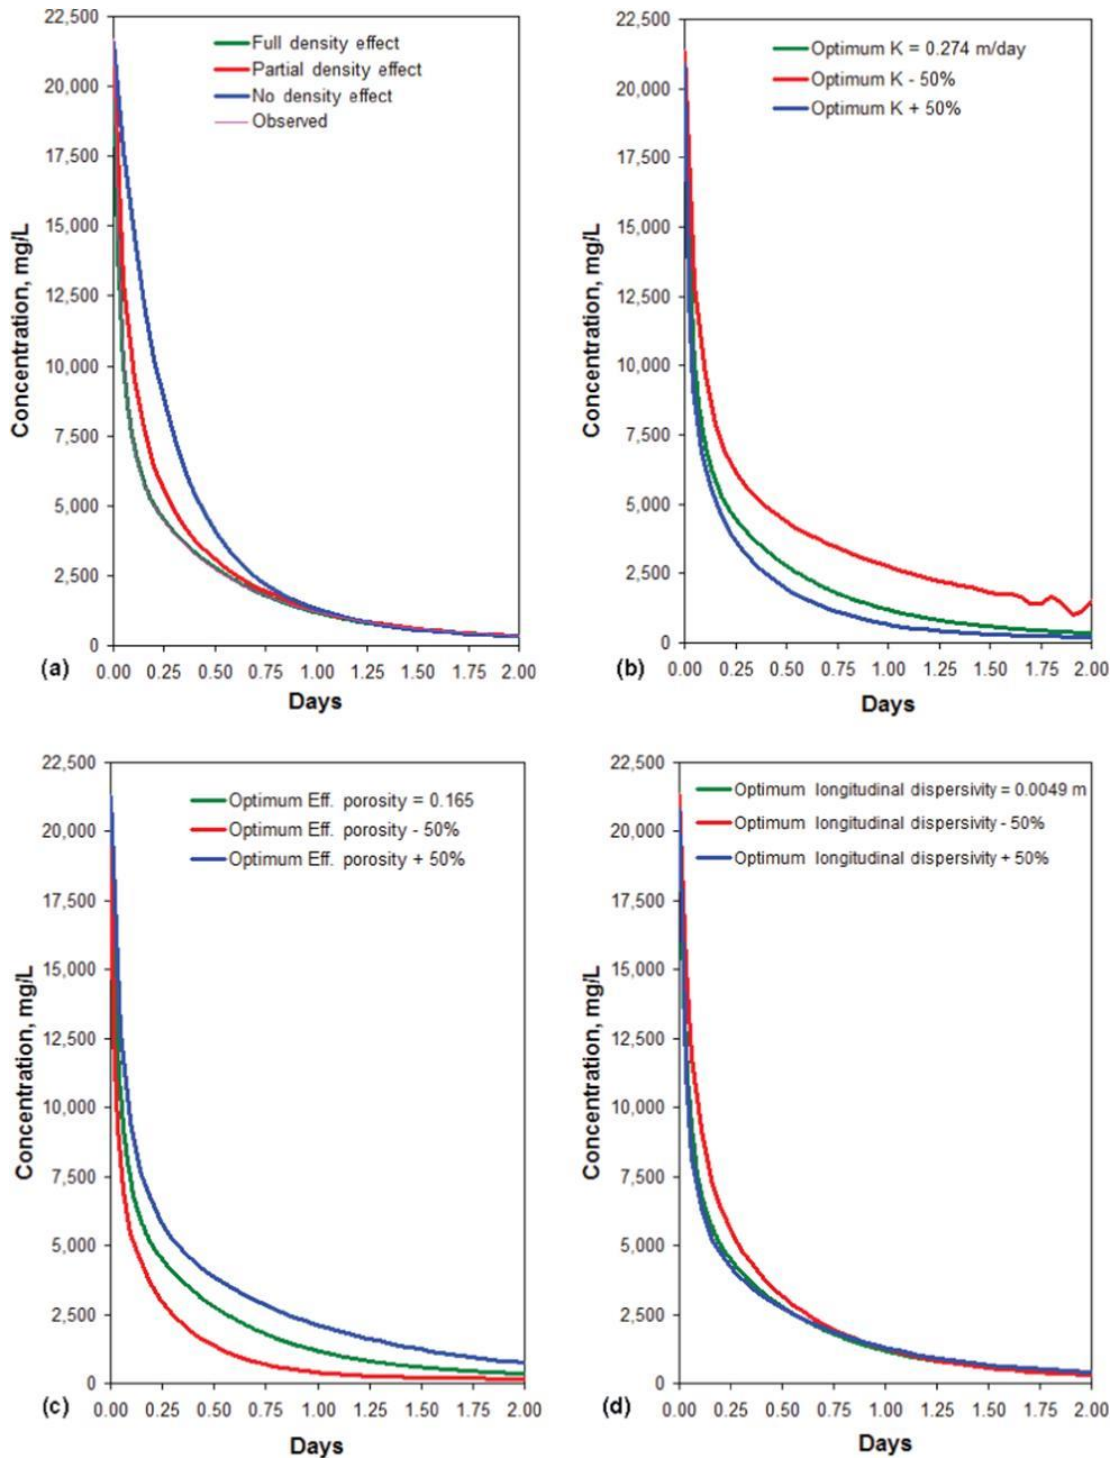 22,500
20,000
17,500
15,000
12,500
10,000
7,500
5,000
2,500
0
Concentration, mg/L
Full density effect
Partial density effect
No density effect
Observed
0.00 0.25 0.50 0.75 1.00 1.25 1.50 1.75 2.00
(a)
Days
22,500
20,000
17,500
15,000
12,500
10,000
7,500
5,000
2,500
0
Concentration, mg/L
Optimum K = 0.274 m/day
Optimum K - 50%
Optimum K + 50%
0.00 0.25 0.50 0.75 1.00 1.25 1.50 1.75 2.00
(b)
Days
22,500
20,000
17,500
15,000
12,500
10,000
7,500
5,000
2,500
0
Concentration, mg/L
Optimum Eff. porosity = 0.165
Optimum Eff. porosity - 50%
Optimum Eff. porosity + 50%
0.00 0.25 0.50 0.75 1.00 1.25 1.50 1.75 2.00
(c)
Days
22,500
20,000
17,500
15,000
12,500
10,000
7,500
5,000
2,500
0
Concentration, mg/L
Optimum longitudinal dispersivity = 0.0049 m
Optimum longitudinal dispersivity - 50%
Optimum longitudinal dispersivity + 50%
0.00 0.25 0.50 0.75 1.00 1.25 1.50 1.75 2.00
(d)
Days